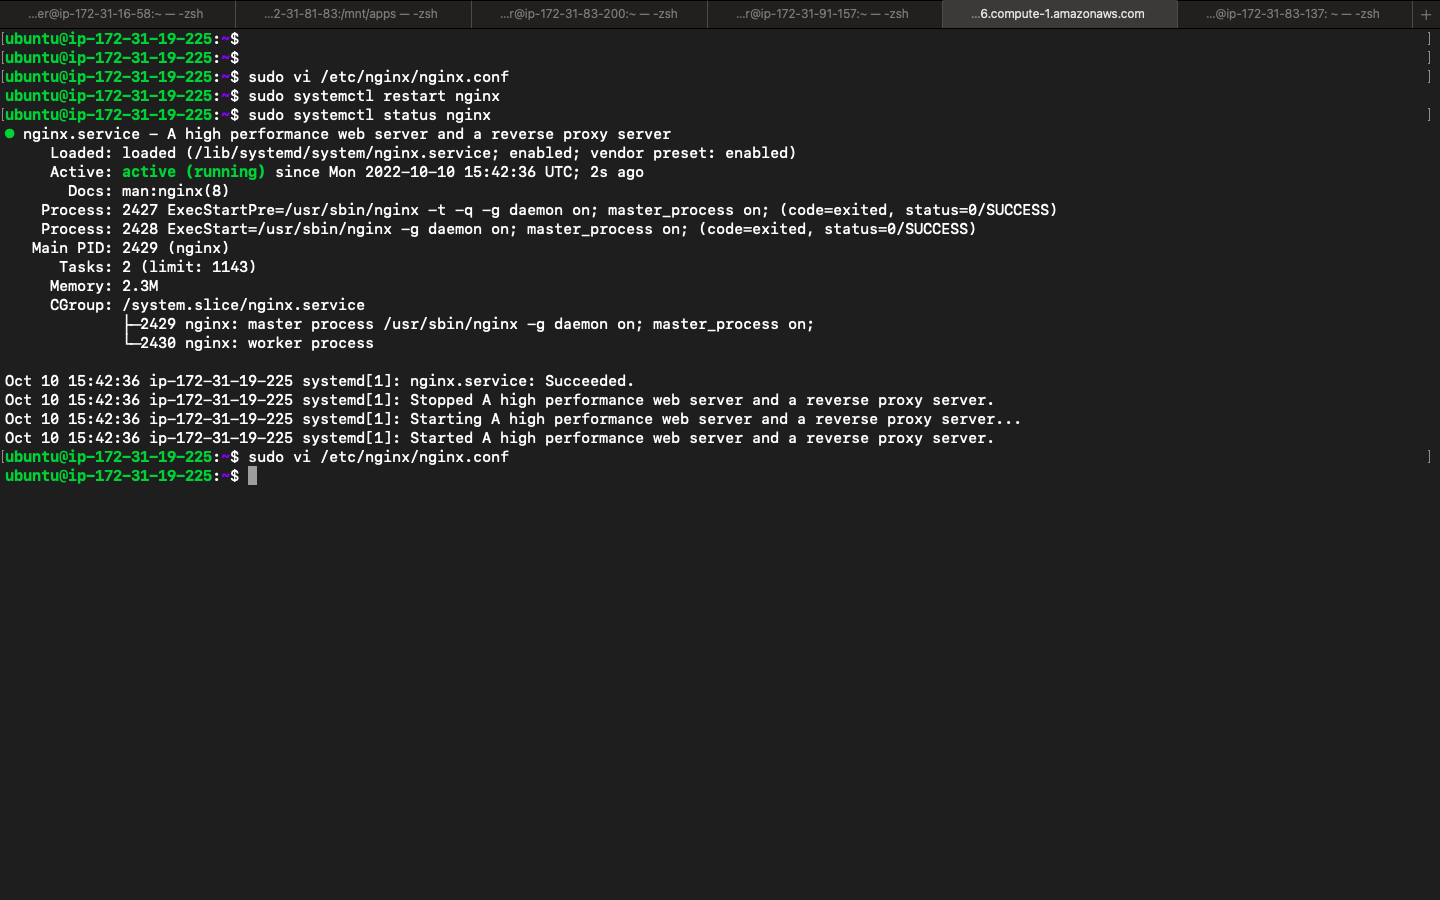 ...er@ip-172-31-16-58:~ — -zsh ...2-31-81-83:/mnt/apps — -zsh ...r@ip-172-31-83-200:~ — -zsh ...r@ip-172-31-91-157:~ — -zsh ...6.compute-1.amazonaws.com ...@ip-172-31-83-137: ~ — -zsh +
[ubuntu@ip-172-31-19-225:~$ ]
ubuntu@ip-172-31-19-225:~$ ]
[ubuntu@ip-172-31-19-225:~$ sudo vi /etc/nginx/nginx.conf ]
ubuntu@ip-172-31-19-225:~$ sudo systemctl restart nginx
[ubuntu@ip-172-31-19-225:~$ sudo systemctl status nginx ]
● nginx.service - A high performance web server and a reverse proxy server
Loaded: loaded (/lib/systemd/system/nginx.service; enabled; vendor preset: enabled)
Active: active (running) since Mon 2022-10-10 15:42:36 UTC; 2s ago
Docs: man:nginx(8)
Process: 2427 ExecStartPre=/usr/sbin/nginx -t -q -g daemon on; master_process on; (code=exited, status=0/SUCCESS)
Process: 2428 ExecStart=/usr/sbin/nginx -g daemon on; master_process on; (code=exited, status=0/SUCCESS)
Main PID: 2429 (nginx)
Tasks: 2 (limit: 1143)
Memory: 2.3M
CGroup: /system.slice/nginx.service
├─2429 nginx: master process /usr/sbin/nginx -g daemon on; master_process on;
└─2430 nginx: worker process
Oct 10 15:42:36 ip-172-31-19-225 systemd[1]: nginx.service: Succeeded.
Oct 10 15:42:36 ip-172-31-19-225 systemd[1]: Stopped A high performance web server and a reverse proxy server.
Oct 10 15:42:36 ip-172-31-19-225 systemd[1]: Starting A high performance web server and a reverse proxy server...
Oct 10 15:42:36 ip-172-31-19-225 systemd[1]: Started A high performance web server and a reverse proxy server.
[ubuntu@ip-172-31-19-225:~$ sudo vi /etc/nginx/nginx.conf ]
ubuntu@ip-172-31-19-225:~$